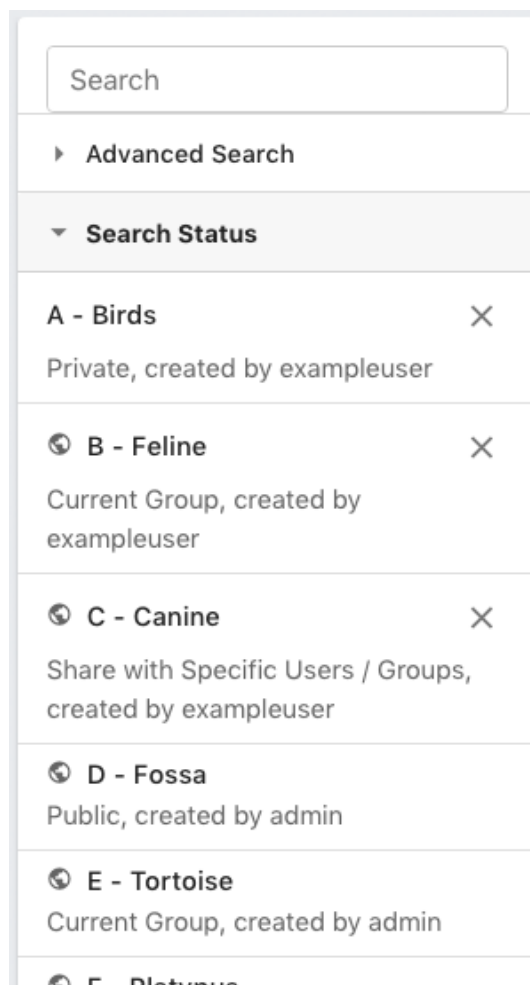 Search
Advanced Search
Search Status
A - Birds
Private, created by exampleuser
B - Feline
Current Group, created by
exampleuser
C - Canine
Share with Specific Users / Groups,
created by exampleuser
D - Fossa
Public, created by admin
E - Tortoise
Current Group, created by admin
F - Platypus